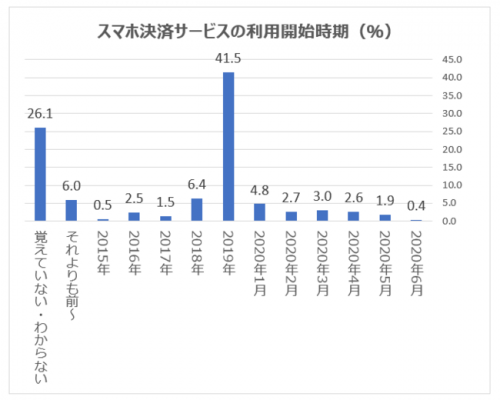 スマホ決済サービスの利用開始時期（%）
45.0
40.0
35.0
30.0
25.0
20.0
15.0
10.0
5.0
0.0
26.1
6.0
0.5
2.5
1.5
6.4
41.5
4.8
2.7
3.0
2.6
1.9
0.4
覚えていない・わからない
それよりも前～
2015年
2016年
2017年
2018年
2019年
2020年1月
2020年2月
2020年3月
2020年4月
2020年5月
2020年6月